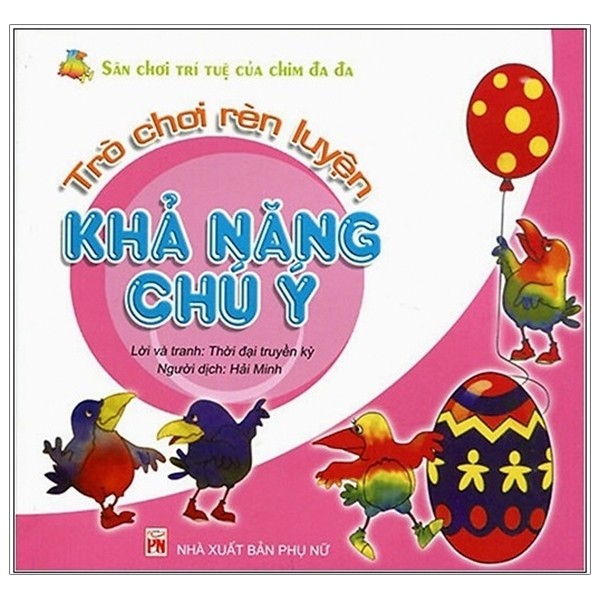 SÂN CHƠI TRÍ TUỆ CỦA CHIM ĐA ĐA
Trò chơi rèn luyện
KHẢ NĂNG
CHÚ Ý
Lời và tranh: Thời đại truyền kỳ
Người dịch: Hải Minh
PN
NHÀ XUẤT BẢN PHỤ NỮ